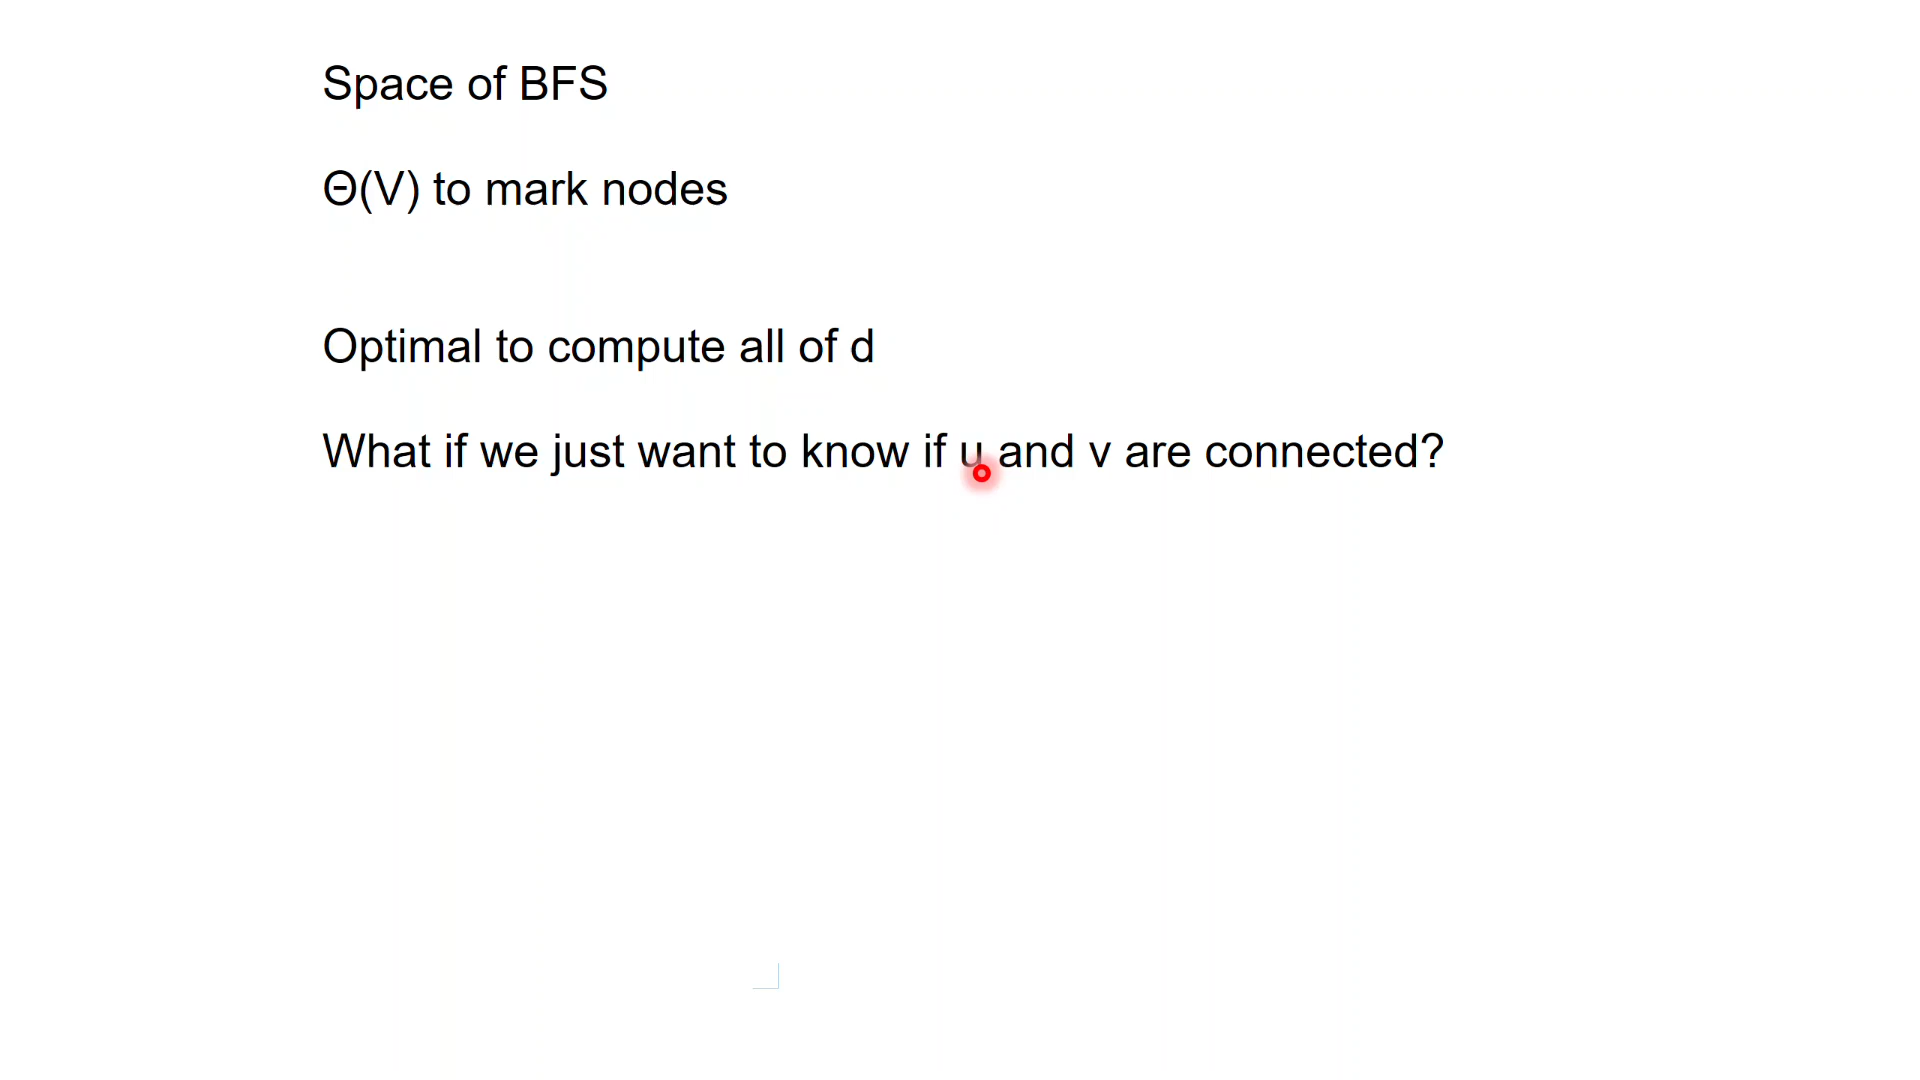 Space of BFS
Θ(V) to mark nodes
Optimal to compute all of d
What if we just want to know if u and v are connected?